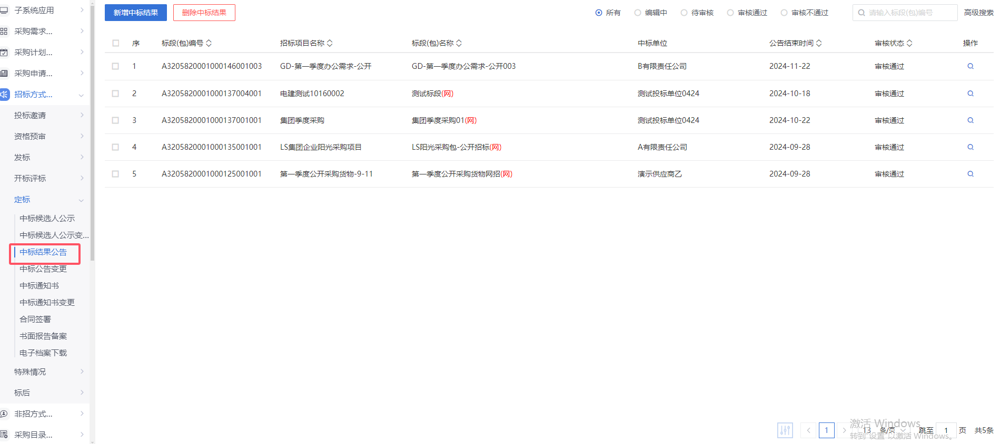 子系统应用
采购需求...
采购计划...
采购申请...
招标方式...
投标邀请
资格预审
发标
开标评标
定标
中标候选人公示
中标候选人公示变...
中标结果公告
中标公告变更
中标通知书
中标通知书变更
合同签署
书面报告备案
电子档案下载
特殊情况
标后
非招方式...
采购目录...
新增中标结果 删除中标结果 所有 编辑中 待审核 审核通过 审核不通过 请输入标段(包)编号 高级搜索
序 标段(包)编号 招标项目名称 标段(包)名称 中标单位 公告结束时间 审核状态 操作
1 A3205820001000146001003 GD-第一季度办公需求-公开 GD-第一季度办公需求-公开003 B有限责任公司 2024-11-22 审核通过
2 A3205820001000137004001 电建测试10160002 测试标段(网) 测试投标单位0424 2024-10-18 审核通过
3 A3205820001000137001001 集团季度采购 集团季度采购01(网) 测试投标单位0424 2024-10-22 审核通过
4 A3205820001000135001001 LS集团企业阳光采购项目 LS阳光采购包-公开招标(网) A有限责任公司 2024-09-28 审核通过
5 A3205820001000125001001 第一季度公开采购货物-9-11 第一季度公开采购货物网招(网) 演示供应商乙 2024-09-28 审核通过
1 13 条/页 跳至 1 页 共5条
激活 Windows
转到"设置"以激活 Windows。